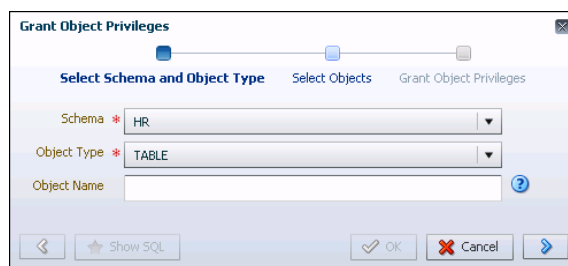 Grant Object Privileges
Select Schema and Object Type Select Objects Grant Object Privileges
Schema * HR
Object Type * TABLE
Object Name
Show SQL OK Cancel